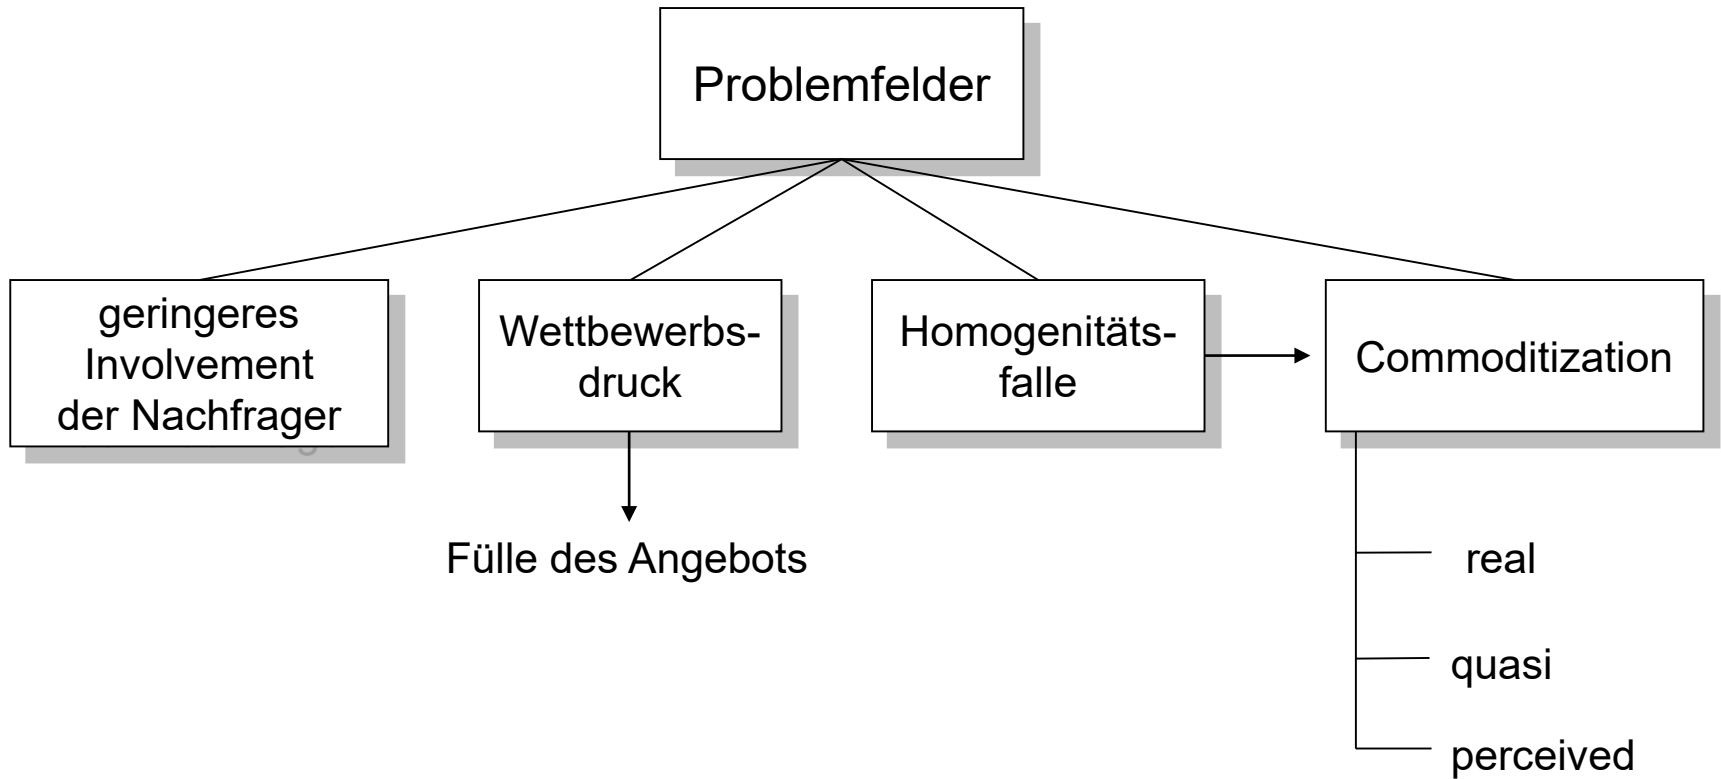 Problemfelder
geringeres
Involvement
der Nachfrager
Wettbewerbs-
druck
Homogenitäts-
falle
Commoditization
Fülle des Angebots
real
quasi
perceived